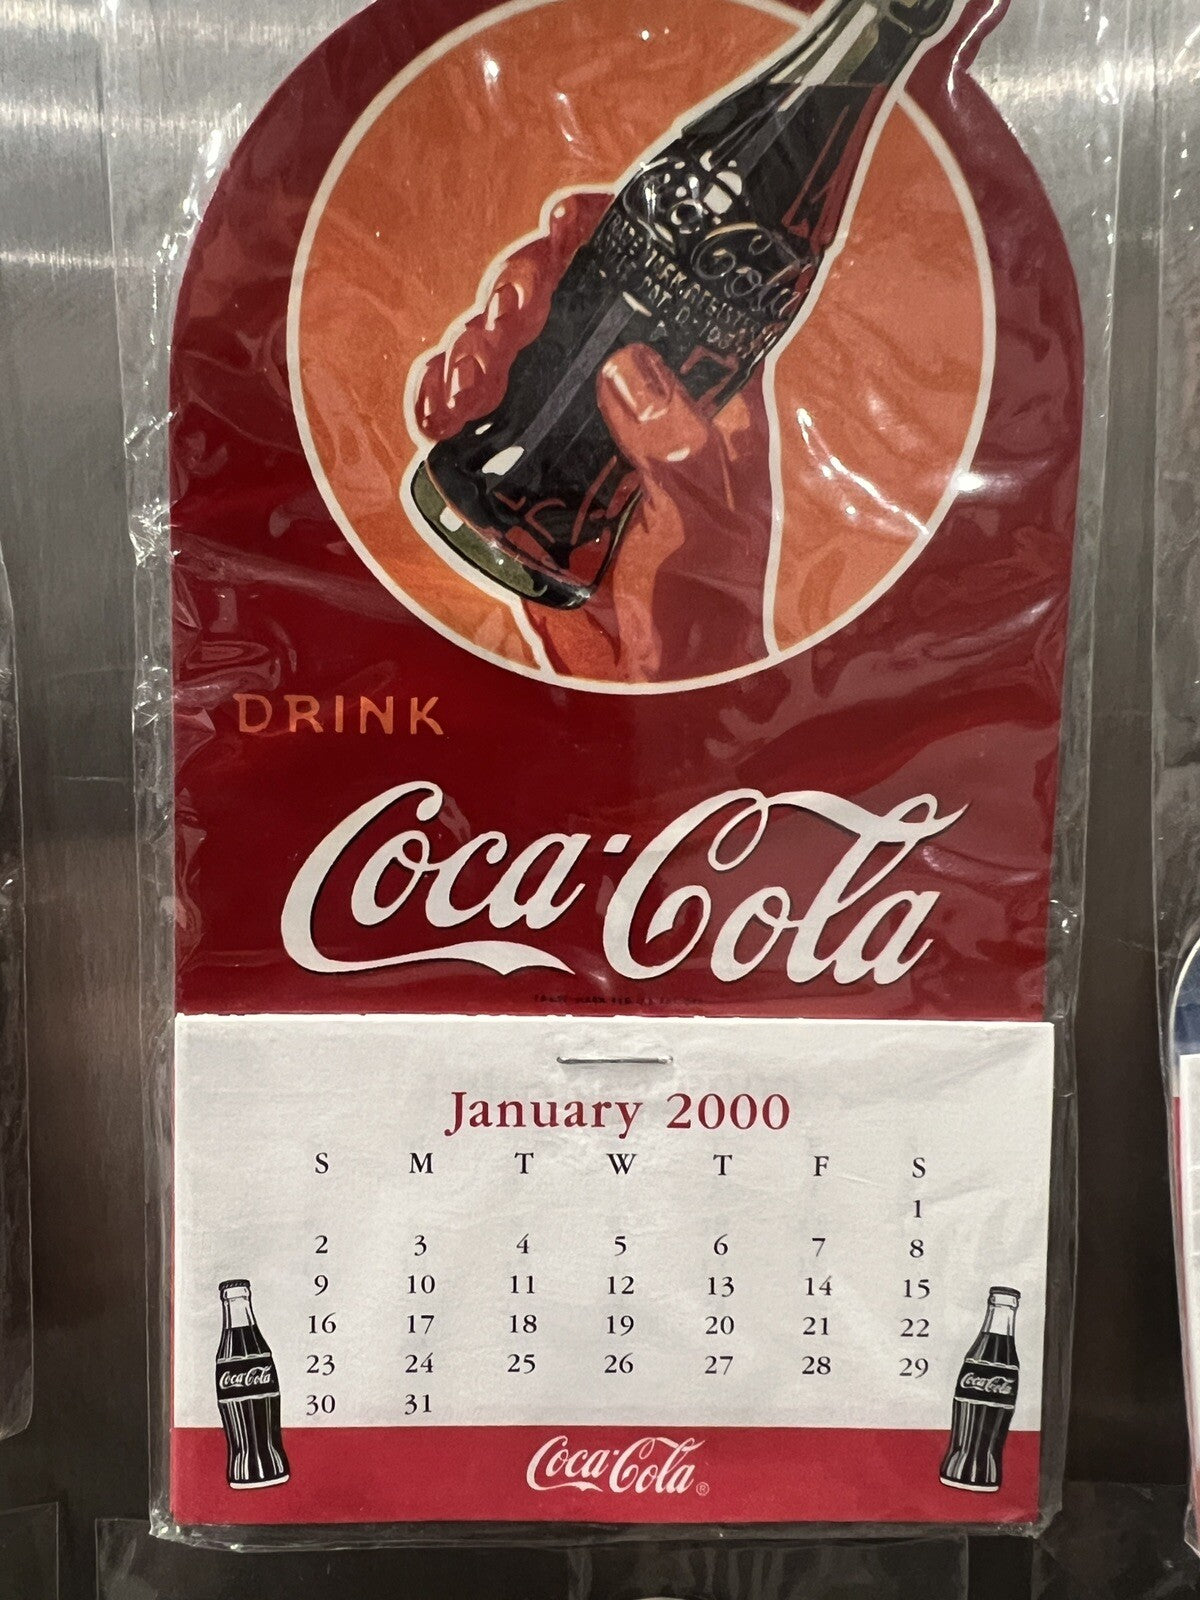 Coca-Cola
DRINK
Coca-Cola
January 2000
S M T W T F S
1
2 3 4 5 6 7 8
9 10 11 12 13 14 15
16 17 18 19 20 21 22
23 24 25 26 27 28 29
30 31
Coca-Cola
Coca-Cola
Coca-Cola®